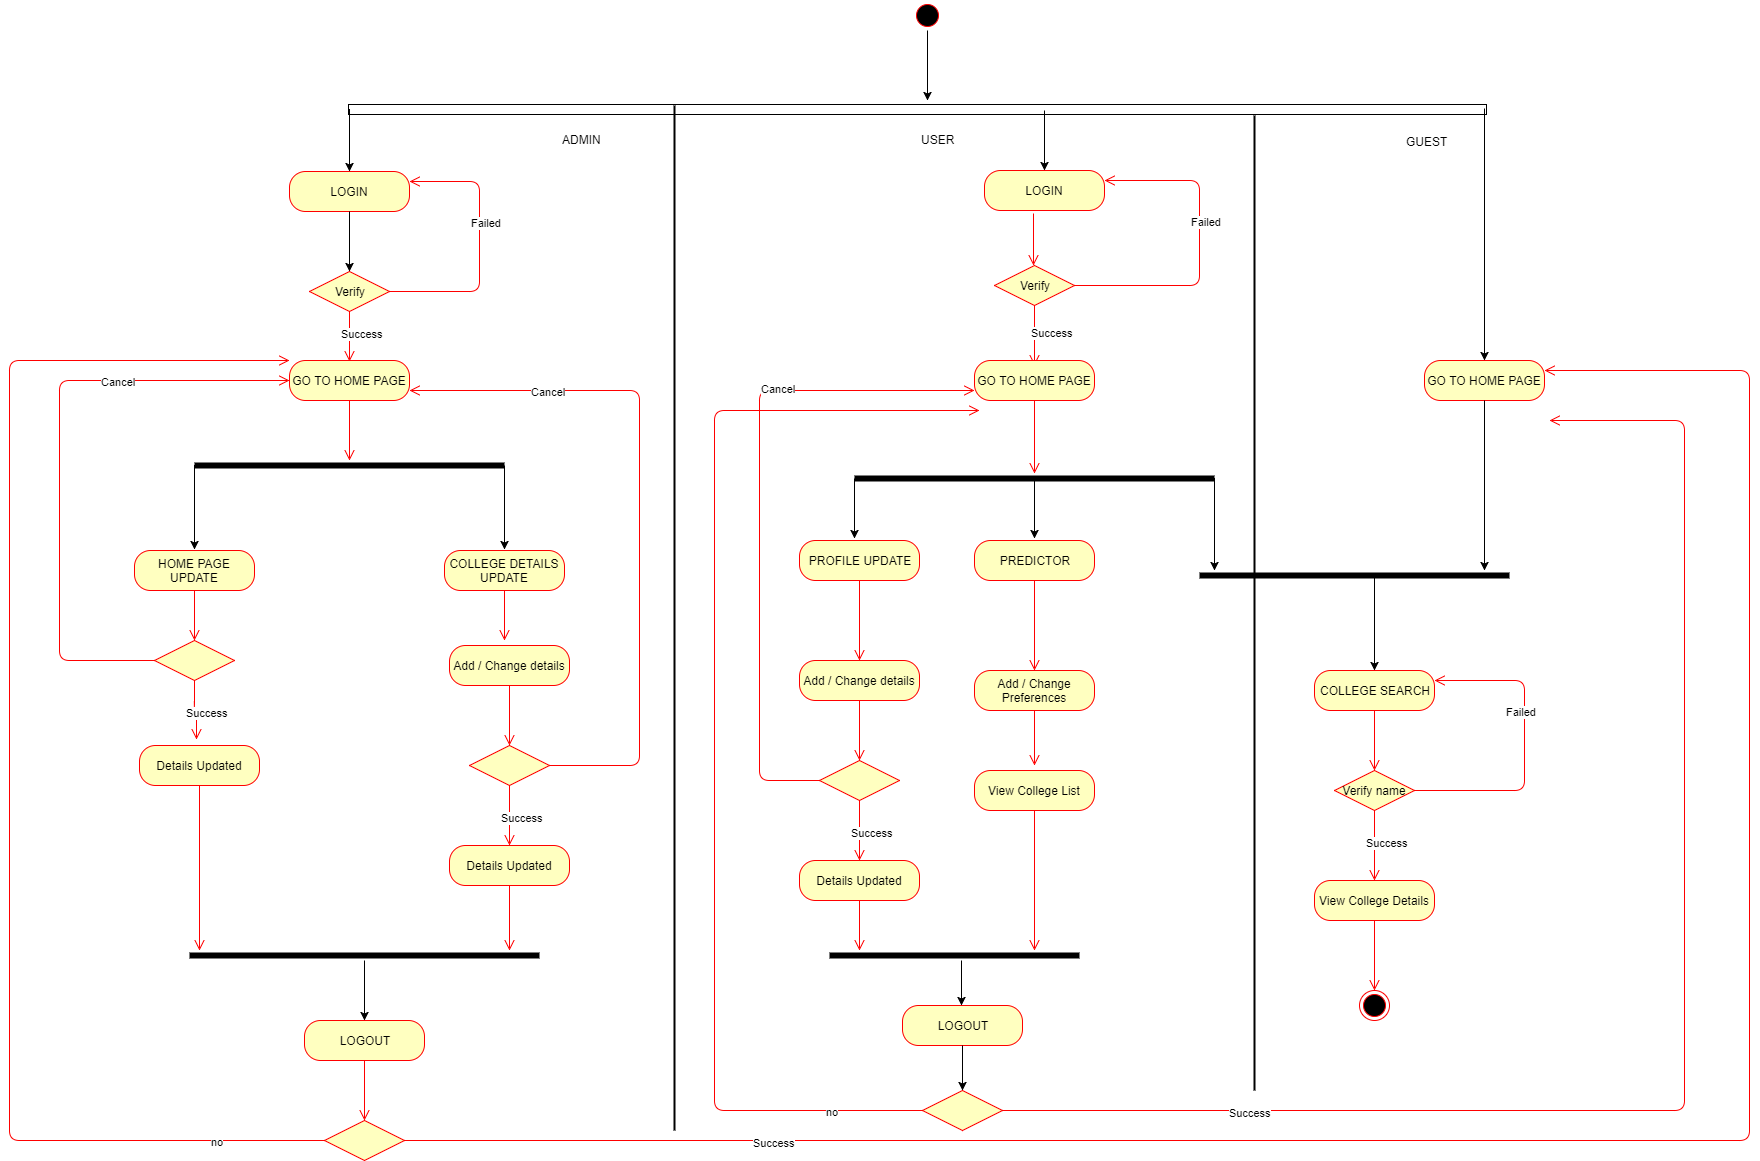 ADMIN
USER
GUEST
LOGIN
LOGIN
Failed
Failed
Verify
Verify
Success
Success
GO TO HOME PAGE
GO TO HOME PAGE
GO TO HOME PAGE
Cancel
Cancel
Cancel
HOME PAGE
UPDATE
COLLEGE DETAILS
UPDATE
PROFILE UPDATE
PREDICTOR
Add / Change details
Add / Change details
Add / Change
Preferences
COLLEGE SEARCH
Failed
Success
Details Updated
View College List
Verify name
Success
Success
Success
Details Updated
Details Updated
View College Details
LOGOUT
LOGOUT
no
Success
no
Success